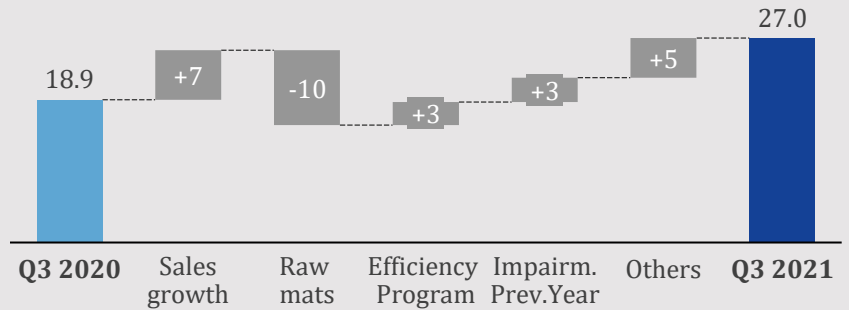 27.0
18.9
+7
-10
+3
+3
+5
Q3 2020
Sales
growth
Raw
mats
Efficiency
Program
Impairm.
Prev.Year
Others
Q3 2021